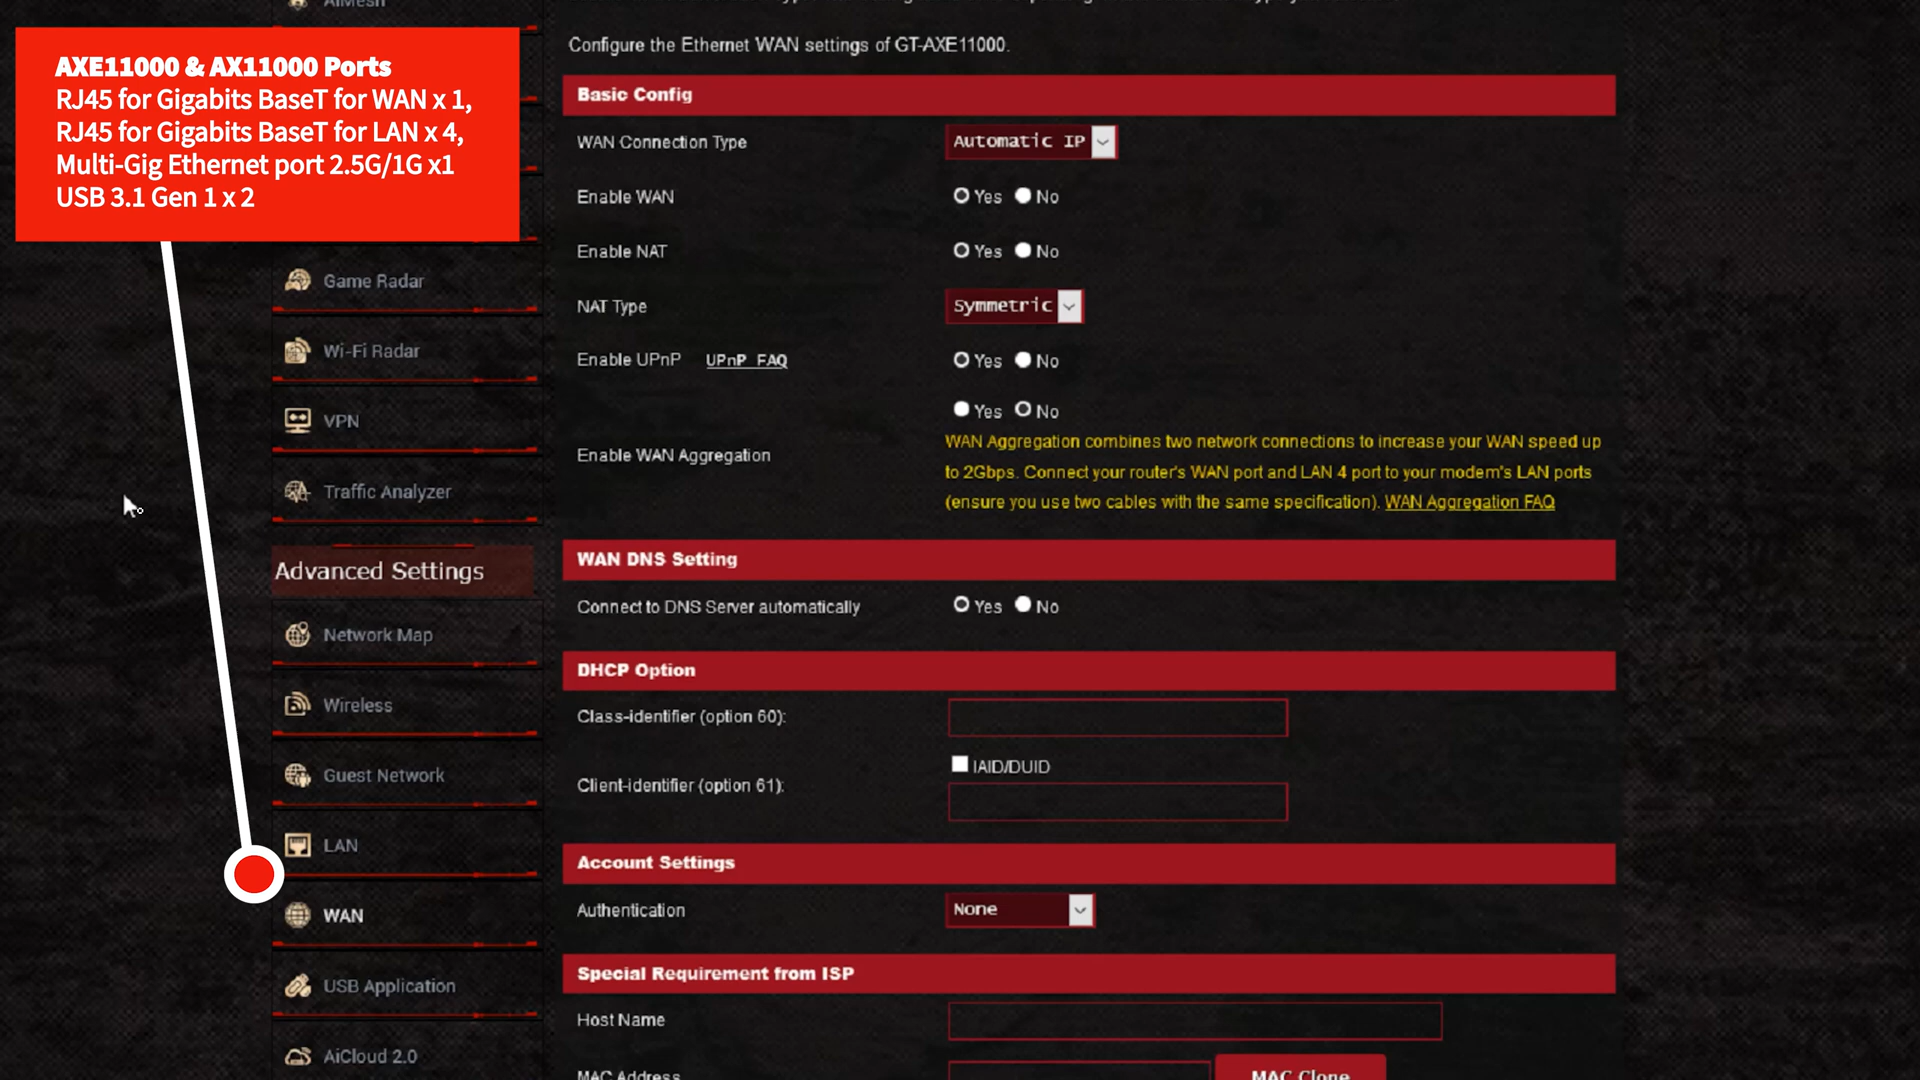 AiMesh
AXE11000 & AX11000 Ports
RJ45 for Gigabits BaseT for WAN x 1,
RJ45 for Gigabits BaseT for LAN x 4,
Multi-Gig Ethernet port 2.5G/1G x1
USB 3.1 Gen 1 x 2
Game Radar
Wi-Fi Radar
VPN
Traffic Analyzer
Advanced Settings
Network Map
Wireless
Guest Network
LAN
WAN
USB Application
AiCloud 2.0
Configure the Ethernet WAN settings of GT-AXE11000.
Basic Config
WAN Connection Type Automatic IP
Enable WAN Yes No
Enable NAT Yes No
NAT Type Symmetric
Enable UPnP UPnP FAQ Yes No
Yes No
Enable WAN Aggregation
WAN Aggregation combines two network connections to increase your WAN speed up
to 2Gbps. Connect your router's WAN port and LAN 4 port to your modem's LAN ports
(ensure you use two cables with the same specification). WAN Aggregation FAQ
WAN DNS Setting
Connect to DNS Server automatically Yes No
DHCP Option
Class-identifier (option 60):
IAID/DUID
Client-identifier (option 61):
Account Settings
Authentication None
Special Requirement from ISP
Host Name
MAC Address MAC Clone